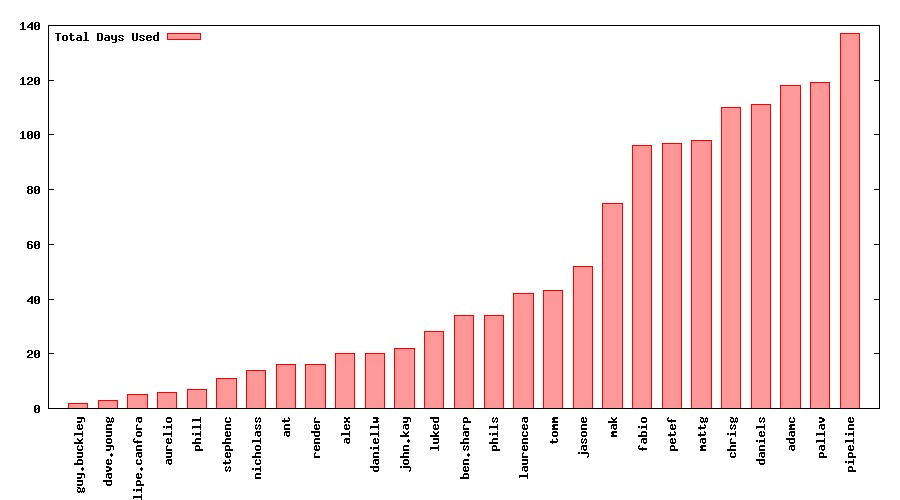 140
Total Days Used
120
100
80
60
40
20
0
guy.buckley
dave.young
lipe.canfora
aurelio
phill
stephenc
nicholass
ant
render
alex
daniellw
john.kay
luked
ben.sharp
phils
laurencea
tomm
jasone
mak
fabio
petef
mattg
chrisg
daniels
adamc
pallav
pipeline